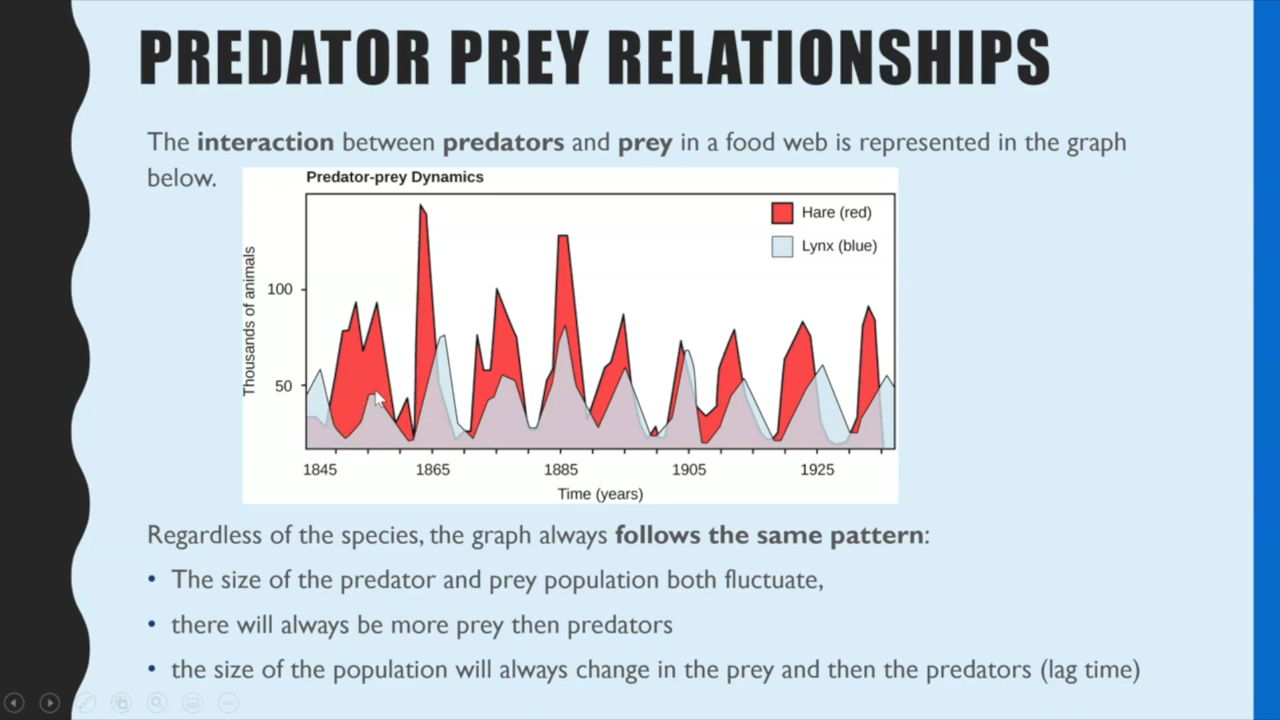 PREDATOR PREY RELATIONSHIPS
The interaction between predators and prey in a food web is represented in the graph
below.
Predator-prey Dynamics
Hare (red)
Lynx (blue)
Thousands of animals
100
50
1845 1865 1885 1905 1925
Time (years)
Regardless of the species, the graph always follows the same pattern:
• The size of the predator and prey population both fluctuate,
• there will always be more prey then predators
• the size of the population will always change in the prey and then the predators (lag time)